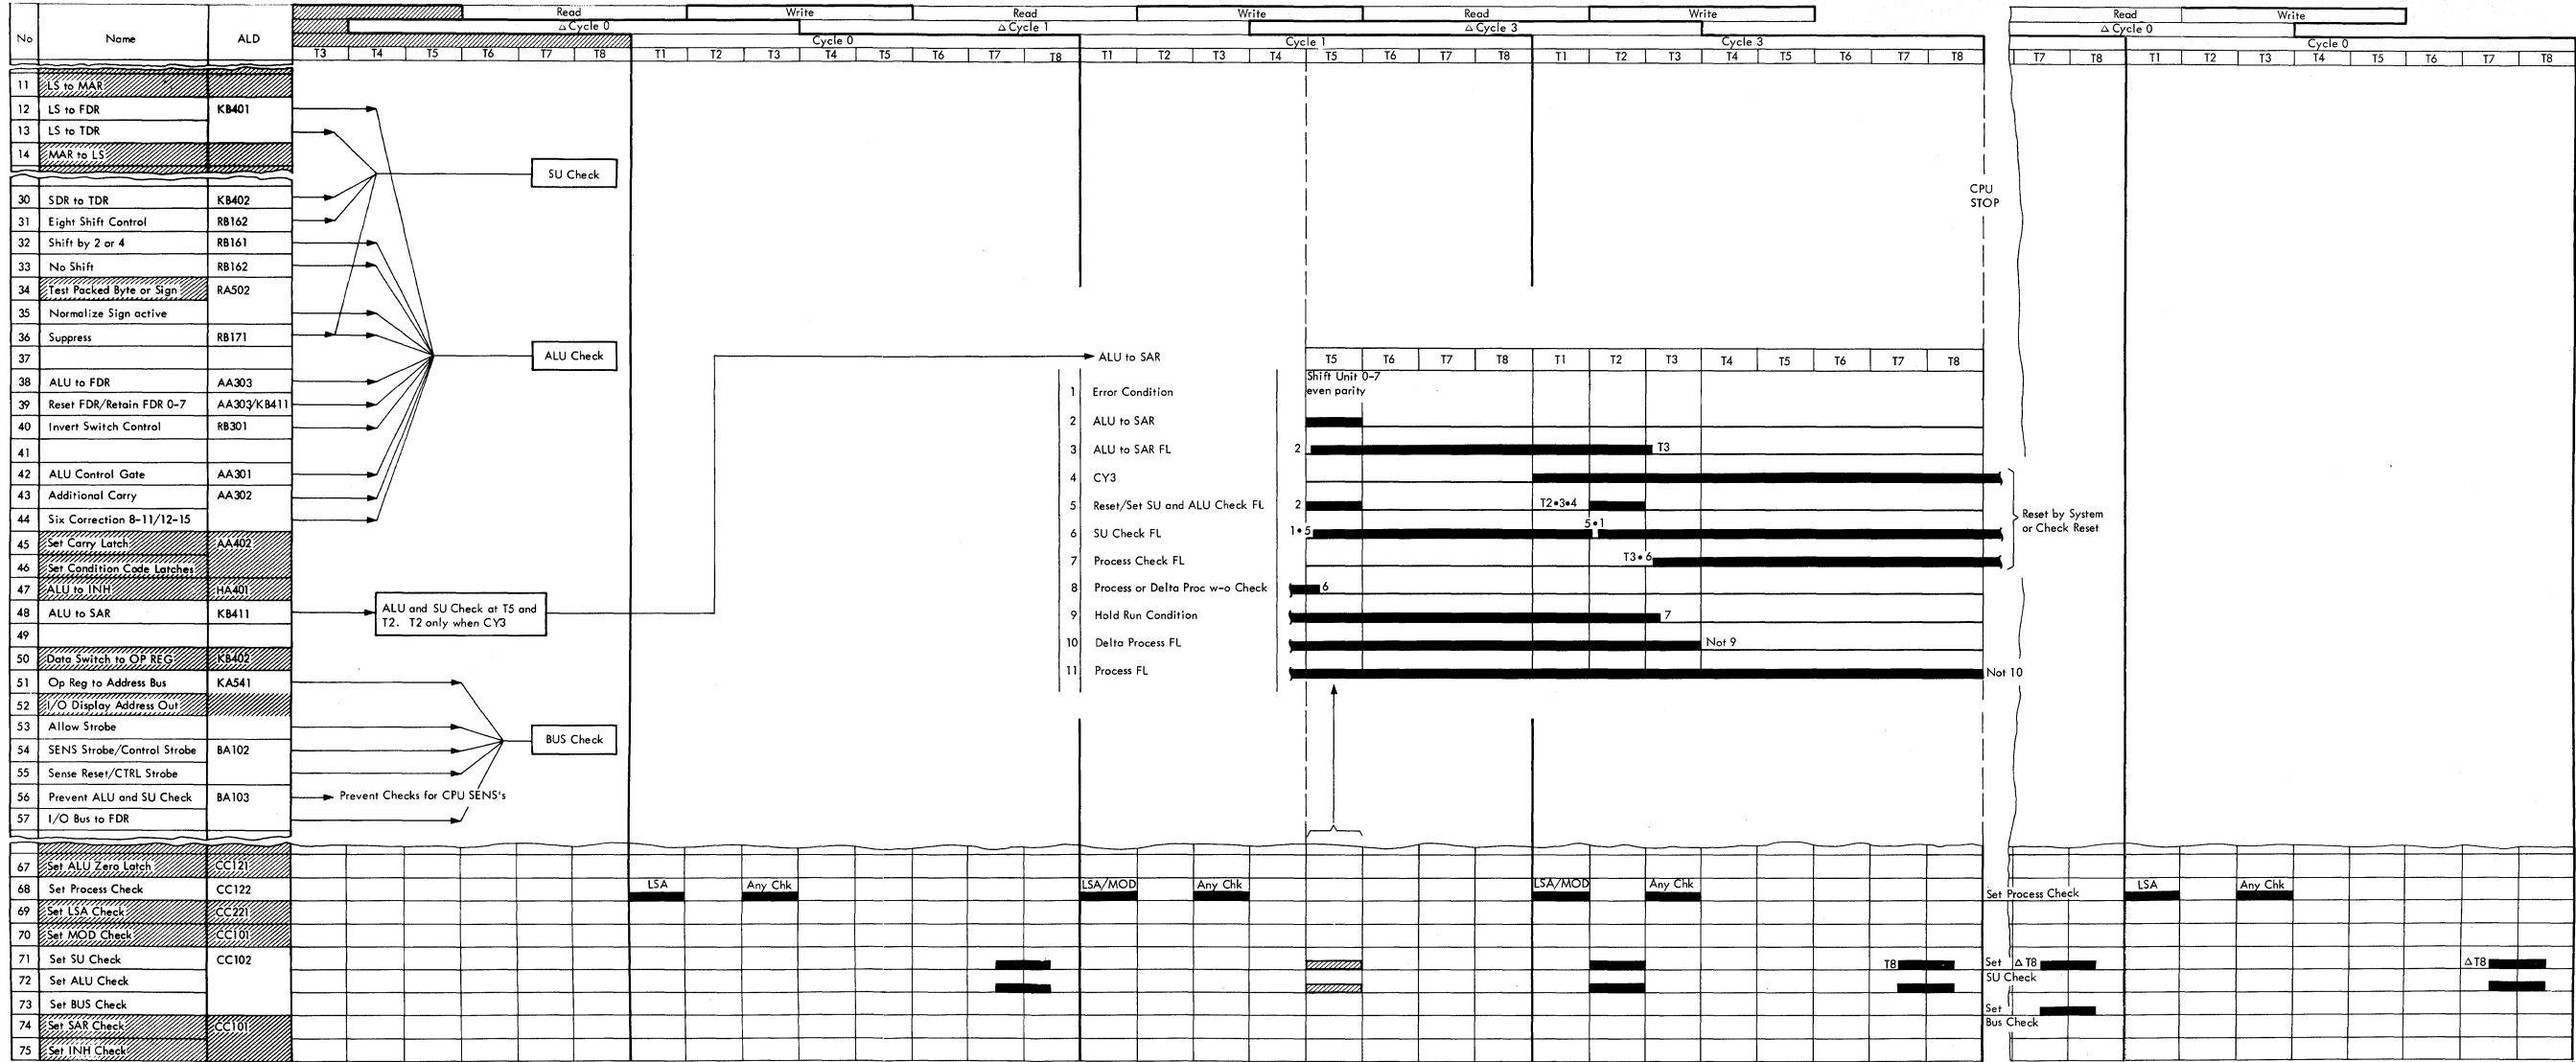 Read Write Read Write Read Write Read Write
△Cycle 0 △Cycle 1 △Cycle 3 △Cycle 0
No Name ALD Cycle 0 Cycle 1 Cycle 3 Cycle 0
T3 T4 T5 T6 T7 T8 T1 T2 T3 T4 T5 T6 T7 T8 T1 T2 T3 T4 T5 T6 T7 T8 T1 T2 T3 T4 T5 T6 T7 T8 T7 T8 T1 T2 T3 T4 T5 T6 T7 T8
11 LS to MAR
12 LS to FDR KB401
13 LS to TDR
14 MAR to LS
SU Check
30 SDR to TDR KB402
31 Eight Shift Control RB162
32 Shift by 2 or 4 RB161
33 No Shift RB162
34 Test Packed Byte or Sign RA502
35 Normalize Sign active
36 Suppress RB171
37
ALU Check
38 ALU to FDR AA303
39 Reset FDR/Retain FDR 0-7 AA303/KB411
40 Invert Switch Control RB301
41
42 ALU Control Gate AA301
43 Additional Carry AA302
44 Six Correction 8-11/12-15
45 Set Carry Latch AA402
46 Set Condition Code Latches
47 ALU to INH HA401
48 ALU to SAR KB411
ALU and SU Check at T5 and
T2. T2 only when CY3
49
50 Data Switch to OP REG KB402
51 Op Reg to Address Bus KA541
52 I/O Display Address Out
53 Allow Strobe
BUS Check
54 SENS Strobe/Control Strobe BA102
55 Sense Reset/CTRL Strobe
56 Prevent ALU and SU Check BA103 Prevent Checks for CPU SENS's
57 I/O Bus to FDR
CPU
STOP
ALU to SAR
T5 T6 T7 T8 T1 T2 T3 T4 T5 T6 T7 T8
Shift Unit 0-7
even parity
1 Error Condition
2 ALU to SAR
3 ALU to SAR FL 2 T3
4 CY3
5 Reset/Set SU and ALU Check FL 2 T2•3•4
6 SU Check FL 1•5 5•1
7 Process Check FL T3•6
8 Process or Delta Proc w-o Check 6
9 Hold Run Condition 7
10 Delta Process FL Not 9
11 Process FL Not 10
Reset by System
or Check Reset
67 Set ALU Zero Latch CC121
68 Set Process Check CC122 LSA Any Chk LSA/MOD Any Chk LSA/MOD Any Chk Set Process Check LSA Any Chk
69 Set LSA Check CC221
70 Set MOD Check CC101
71 Set SU Check CC102 T8 Set △T8 △T8
SU Check
72 Set ALU Check
73 Set BUS Check Set
Bus Check
74 Set SAR Check CC101
75 Set INH Check